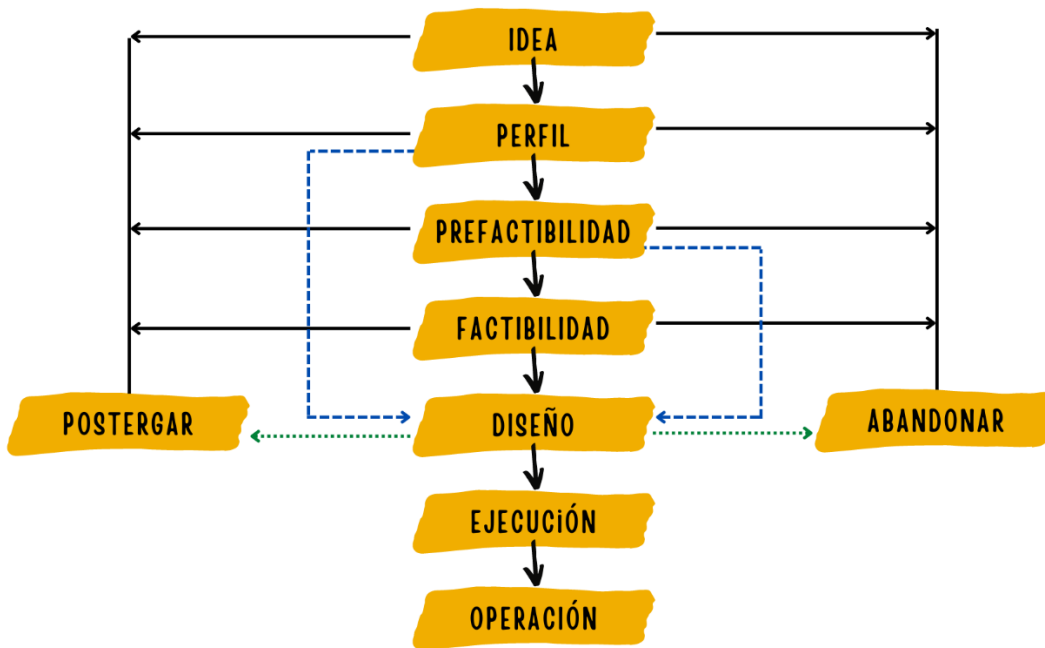 IDEA
PERFIL
PREFACTIBILIDAD
FACTIBILIDAD
POSTERGAR
DISEÑO
ABANDONAR
EJECUCiÓN
OPERACIÓN